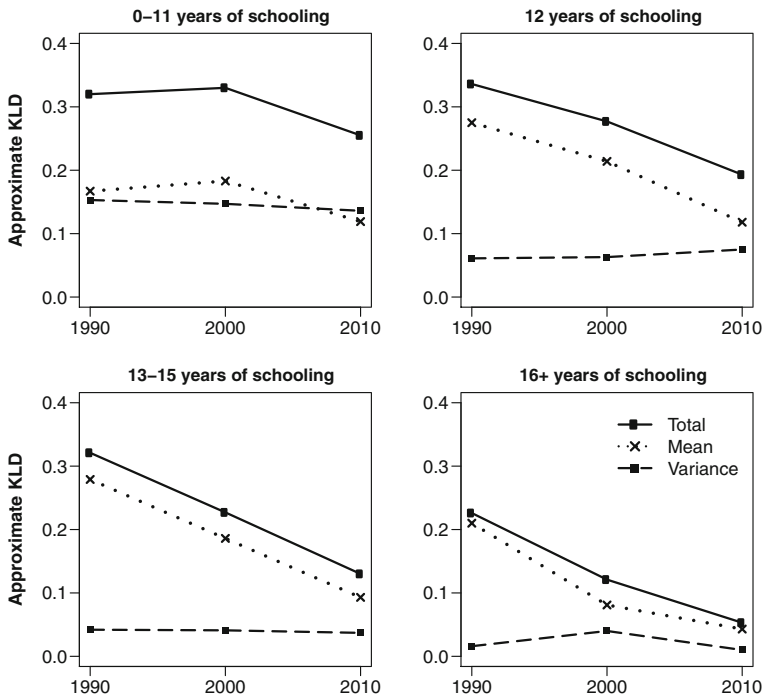 0–11 years of schooling
12 years of schooling
Approximate KLD
0.4
0.3
0.2
0.1
0.0
1990 2000 2010
0.4
0.3
0.2
0.1
0.0
1990 2000 2010
13–15 years of schooling
16+ years of schooling
Approximate KLD
0.4
0.3
0.2
0.1
0.0
1990 2000 2010
0.4
0.3
0.2
0.1
0.0
Total
Mean
Variance
1990 2000 2010